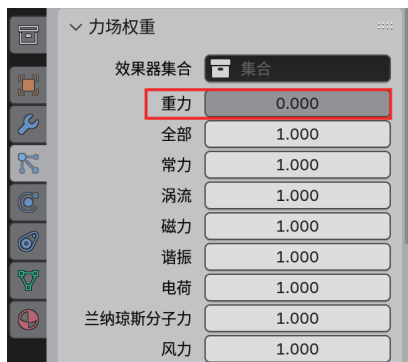 力场权重
效果器集合 集合
重力 0.000
全部 1.000
常力 1.000
涡流 1.000
磁力 1.000
谐振 1.000
电荷 1.000
兰纳琼斯分子力 1.000
风力 1.000